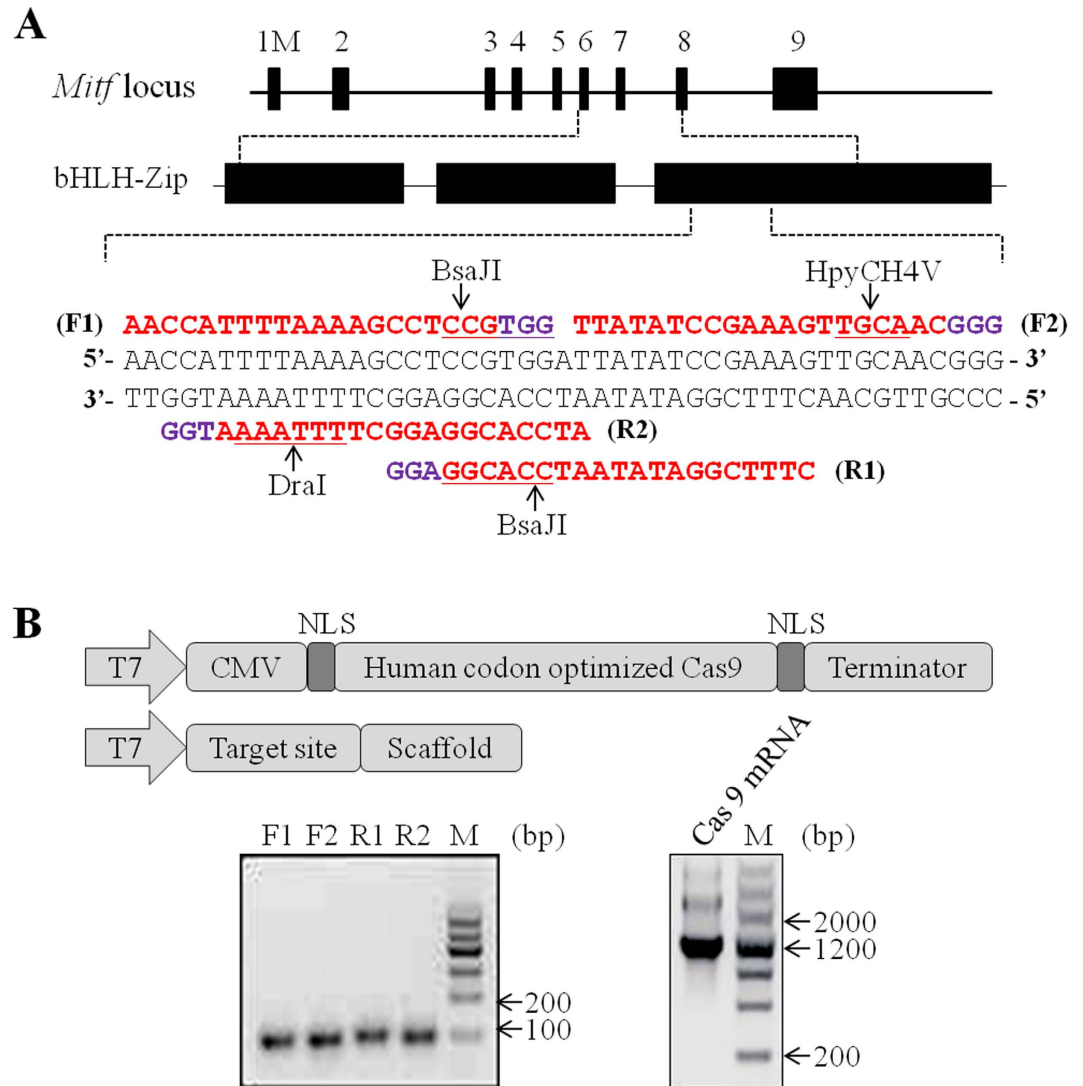 A
1M 2 3 4 5 6 7 8 9
Mitf locus
bHLH-Zip
BsaJI HpyCH4V
(F1) AACCATTTTAAAAGCCTCCGTGG TTATATCCGAAAGTTGCAACGGG (F2)
5’- AACCATTTTAAAAGCCTCCGTGGATTATATCCGAAAGTTGCAACGGG - 3’
3’- TTGGTAAAATTTTCGGAGGCACCTAATATAGGCTTTCAACGTTGCCC - 5’
GGTAAAATTTTCGGAGGCACCTA (R2)
GGAGGCACCTAATATAGGCTTTC (R1)
DraI
BsaJI
B
NLS NLS
T7 CMV Human codon optimized Cas9 Terminator
T7 Target site Scaffold
Cas 9 mRNA
F1 F2 R1 R2 M (bp) M (bp)
2000
1200
200
100
200